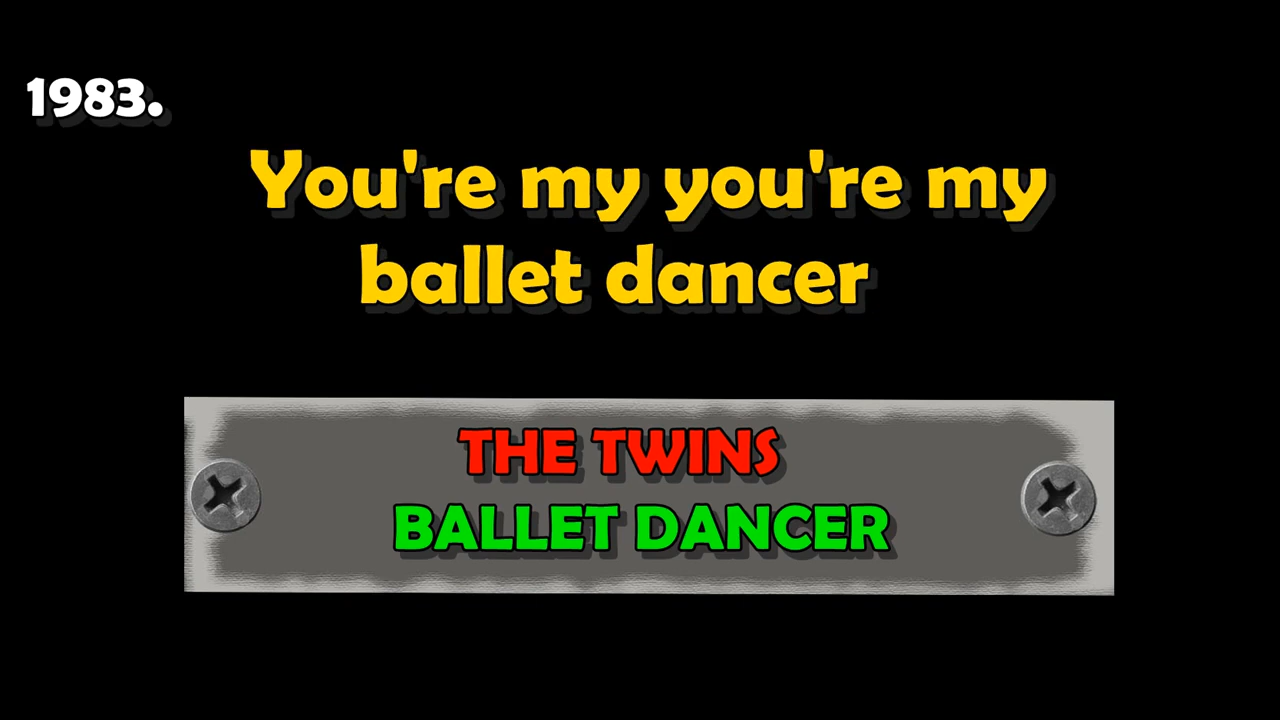 1983.
You're my you're my
ballet dancer
THE TWINS
BALLET DANCER